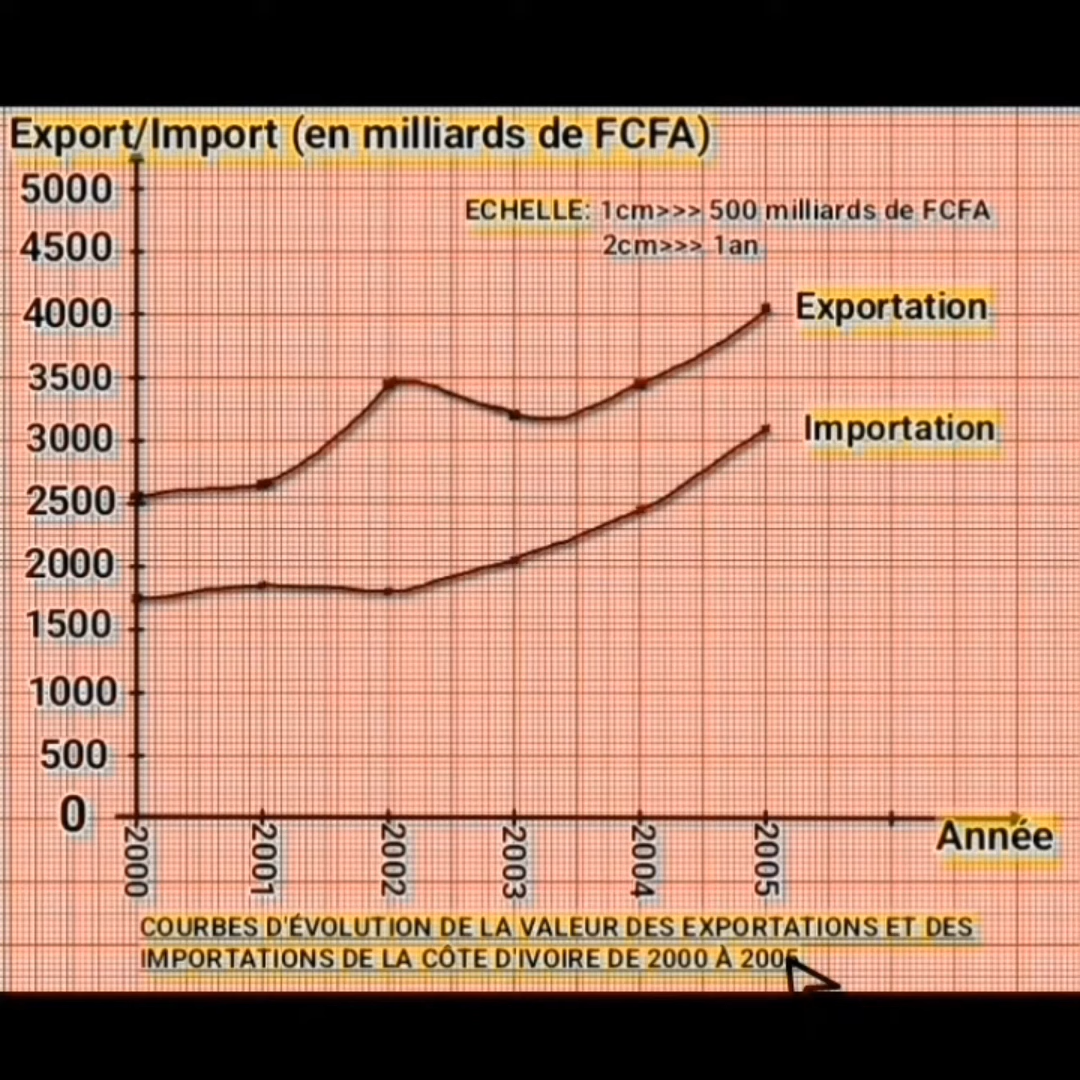 Export/Import (en milliards de FCFA)
5000
ECHELLE: 1cm>>> 500 milliards de FCFA
4500
2cm>>> 1an
4000
Exportation
3500
3000
Importation
2500
2000
1500
1000
500
0
2000 2001 2002 2003 2004 2005
Année
COURBES D'ÉVOLUTION DE LA VALEUR DES EXPORTATIONS ET DES
IMPORTATIONS DE LA CÔTE D'IVOIRE DE 2000 À 2005